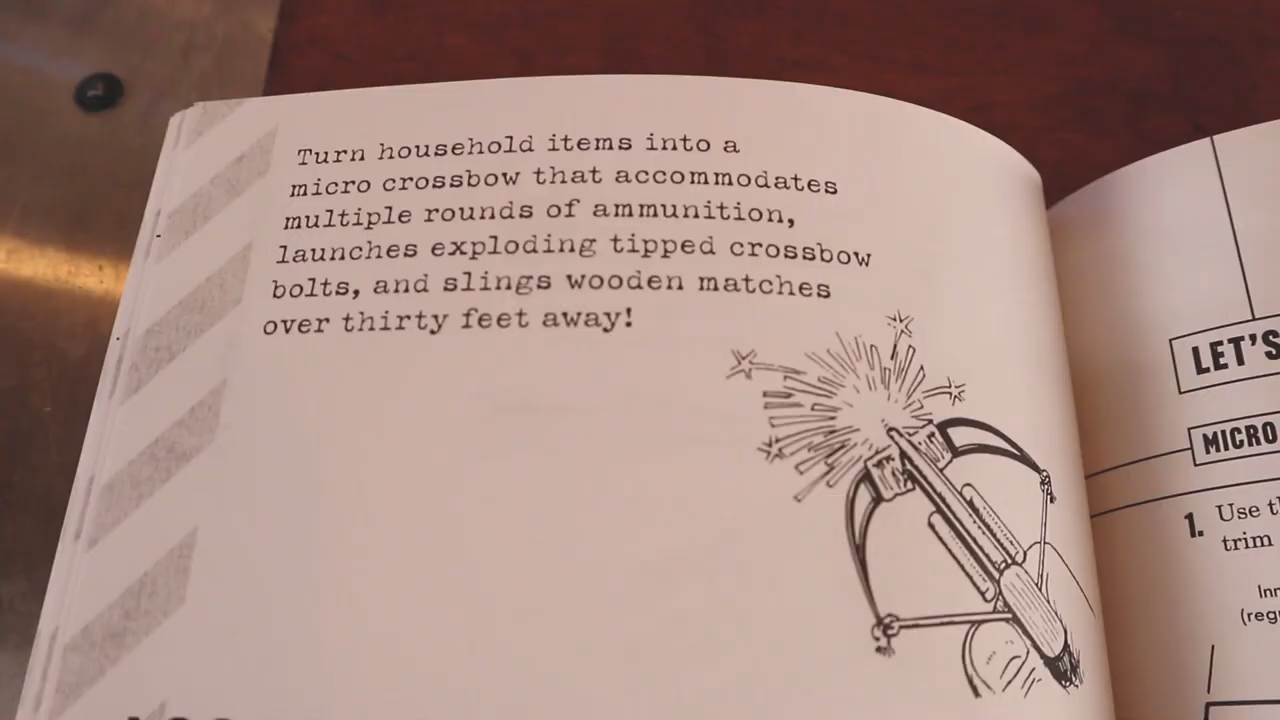 Turn household items into a
micro crossbow that accommodates
multiple rounds of ammunition,
launches exploding tipped crossbow
bolts, and slings wooden matches
over thirty feet away!
LET'S
MICRO
1. Use
trim